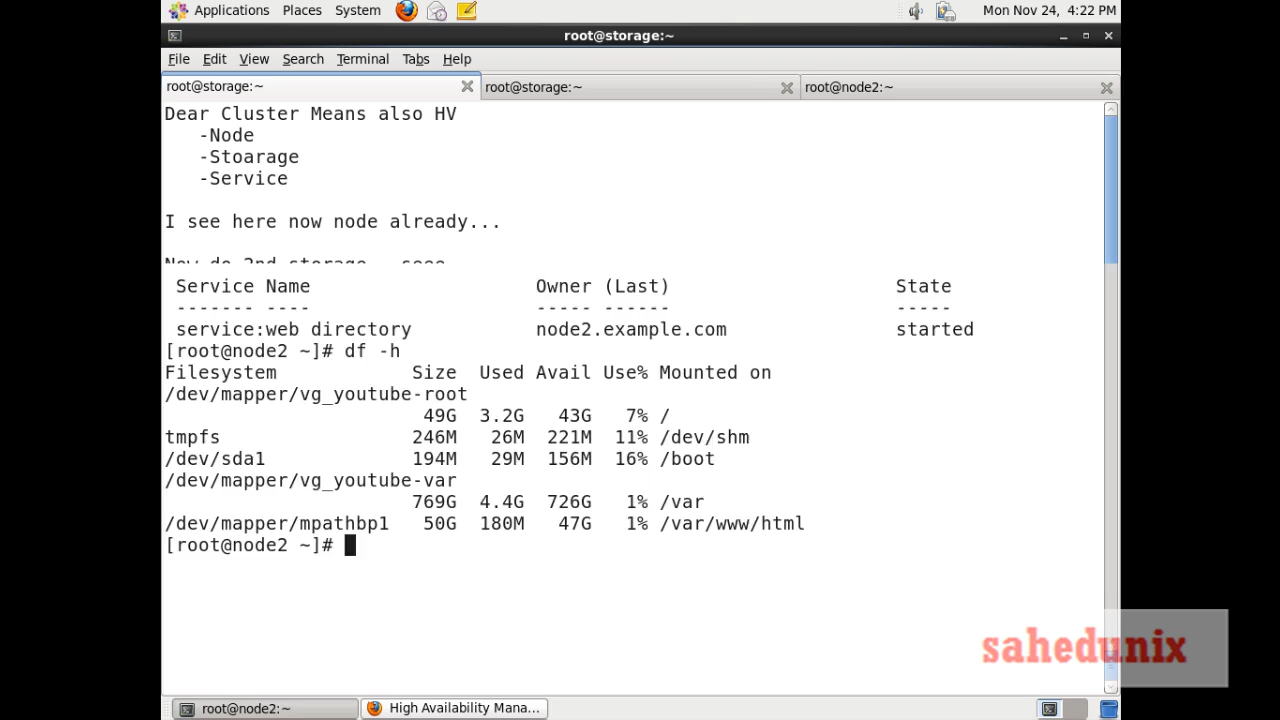 Applications Places System Mon Nov 24, 4:22 PM
root@storage:~
File Edit View Search Terminal Tabs Help
root@storage:~ root@storage:~ root@node2:~
Dear Cluster Means also HV
-Node
-Stoarage
-Service
I see here now node already...
Now do 2nd storage...
Service Name Owner (Last) State
------- ---- ----- ------ -----
service:web directory node2.example.com started
[root@node2 ~]# df -h
Filesystem Size Used Avail Use% Mounted on
/dev/mapper/vg_youtube-root
49G 3.2G 43G 7% /
tmpfs 246M 26M 221M 11% /dev/shm
/dev/sda1 194M 29M 156M 16% /boot
/dev/mapper/vg_youtube-var
769G 4.4G 726G 1% /var
/dev/mapper/mpathbp1 50G 180M 47G 1% /var/www/html
[root@node2 ~]#
sahedunix
root@node2:~ High Availability Mana...